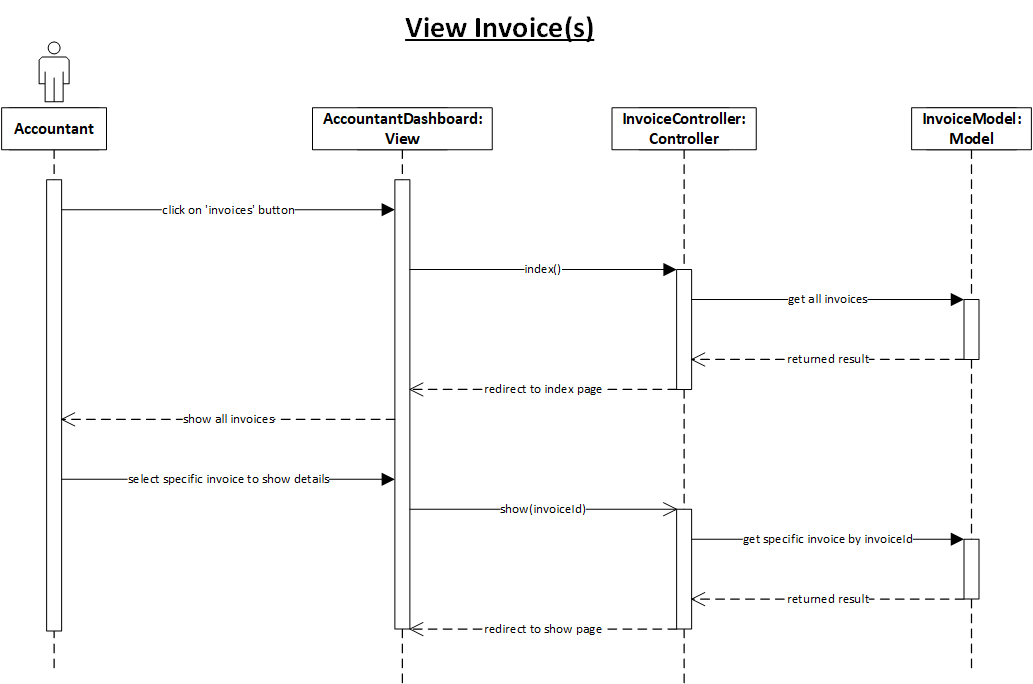 View Invoice(s)
Accountant
AccountantDashboard:
View
InvoiceController:
Controller
InvoiceModel:
Model
click on 'invoices' button
index()
get all invoices
returned result
redirect to index page
show all invoices
select specific invoice to show details
show(invoiceId)
get specific invoice by invoiceId
returned result
redirect to show page